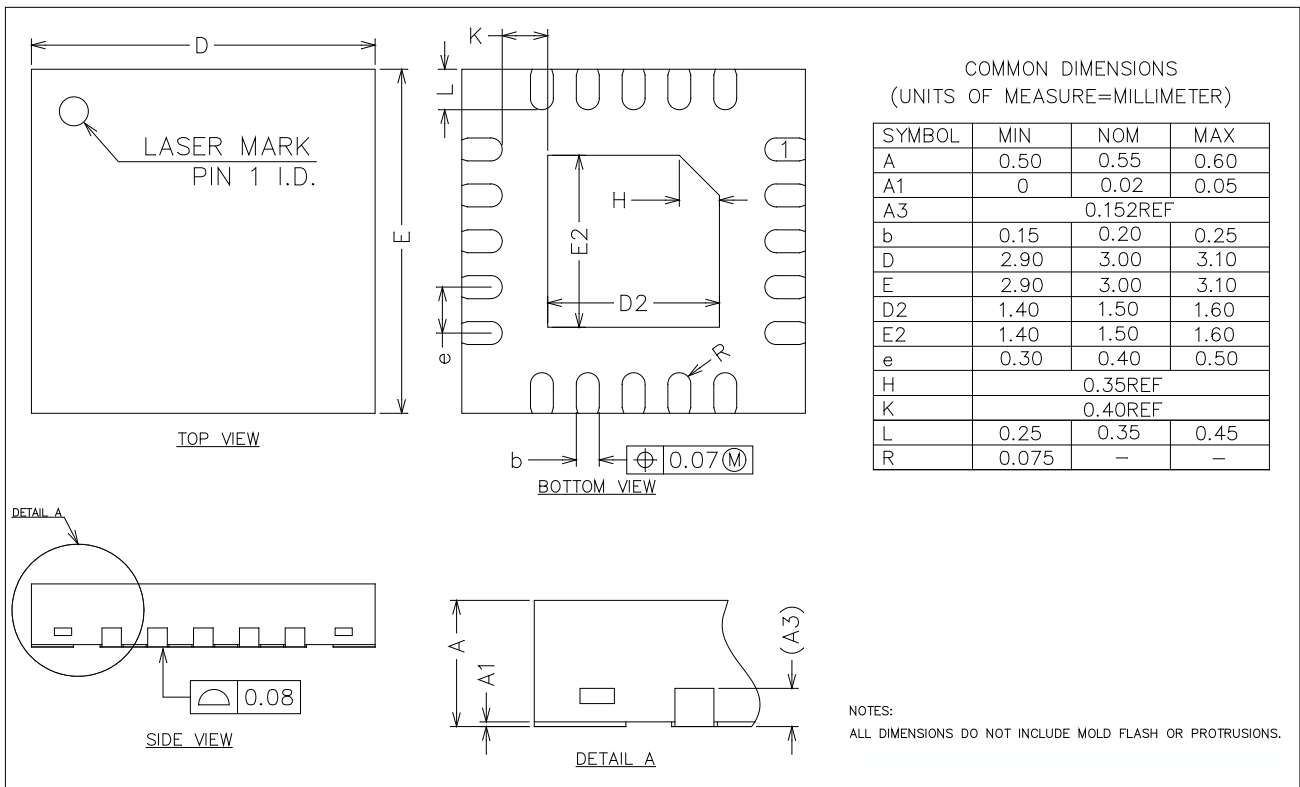 D
LASER MARK
PIN 1 I.D.
E
TOP VIEW
K
L
1
H
E2
D2
e
R
b
0.07 Ⓜ
BOTTOM VIEW
COMMON DIMENSIONS
(UNITS OF MEASURE=MILLIMETER)
SYMBOL MIN NOM MAX
A 0.50 0.55 0.60
A1 0 0.02 0.05
A3 0.152REF
b 0.15 0.20 0.25
D 2.90 3.00 3.10
E 2.90 3.00 3.10
D2 1.40 1.50 1.60
E2 1.40 1.50 1.60
e 0.30 0.40 0.50
H 0.35REF
K 0.40REF
L 0.25 0.35 0.45
R 0.075 – –
DETAIL A
0.08
SIDE VIEW
A
A1
(A3)
DETAIL A
NOTES:
ALL DIMENSIONS DO NOT INCLUDE MOLD FLASH OR PROTRUSIONS.